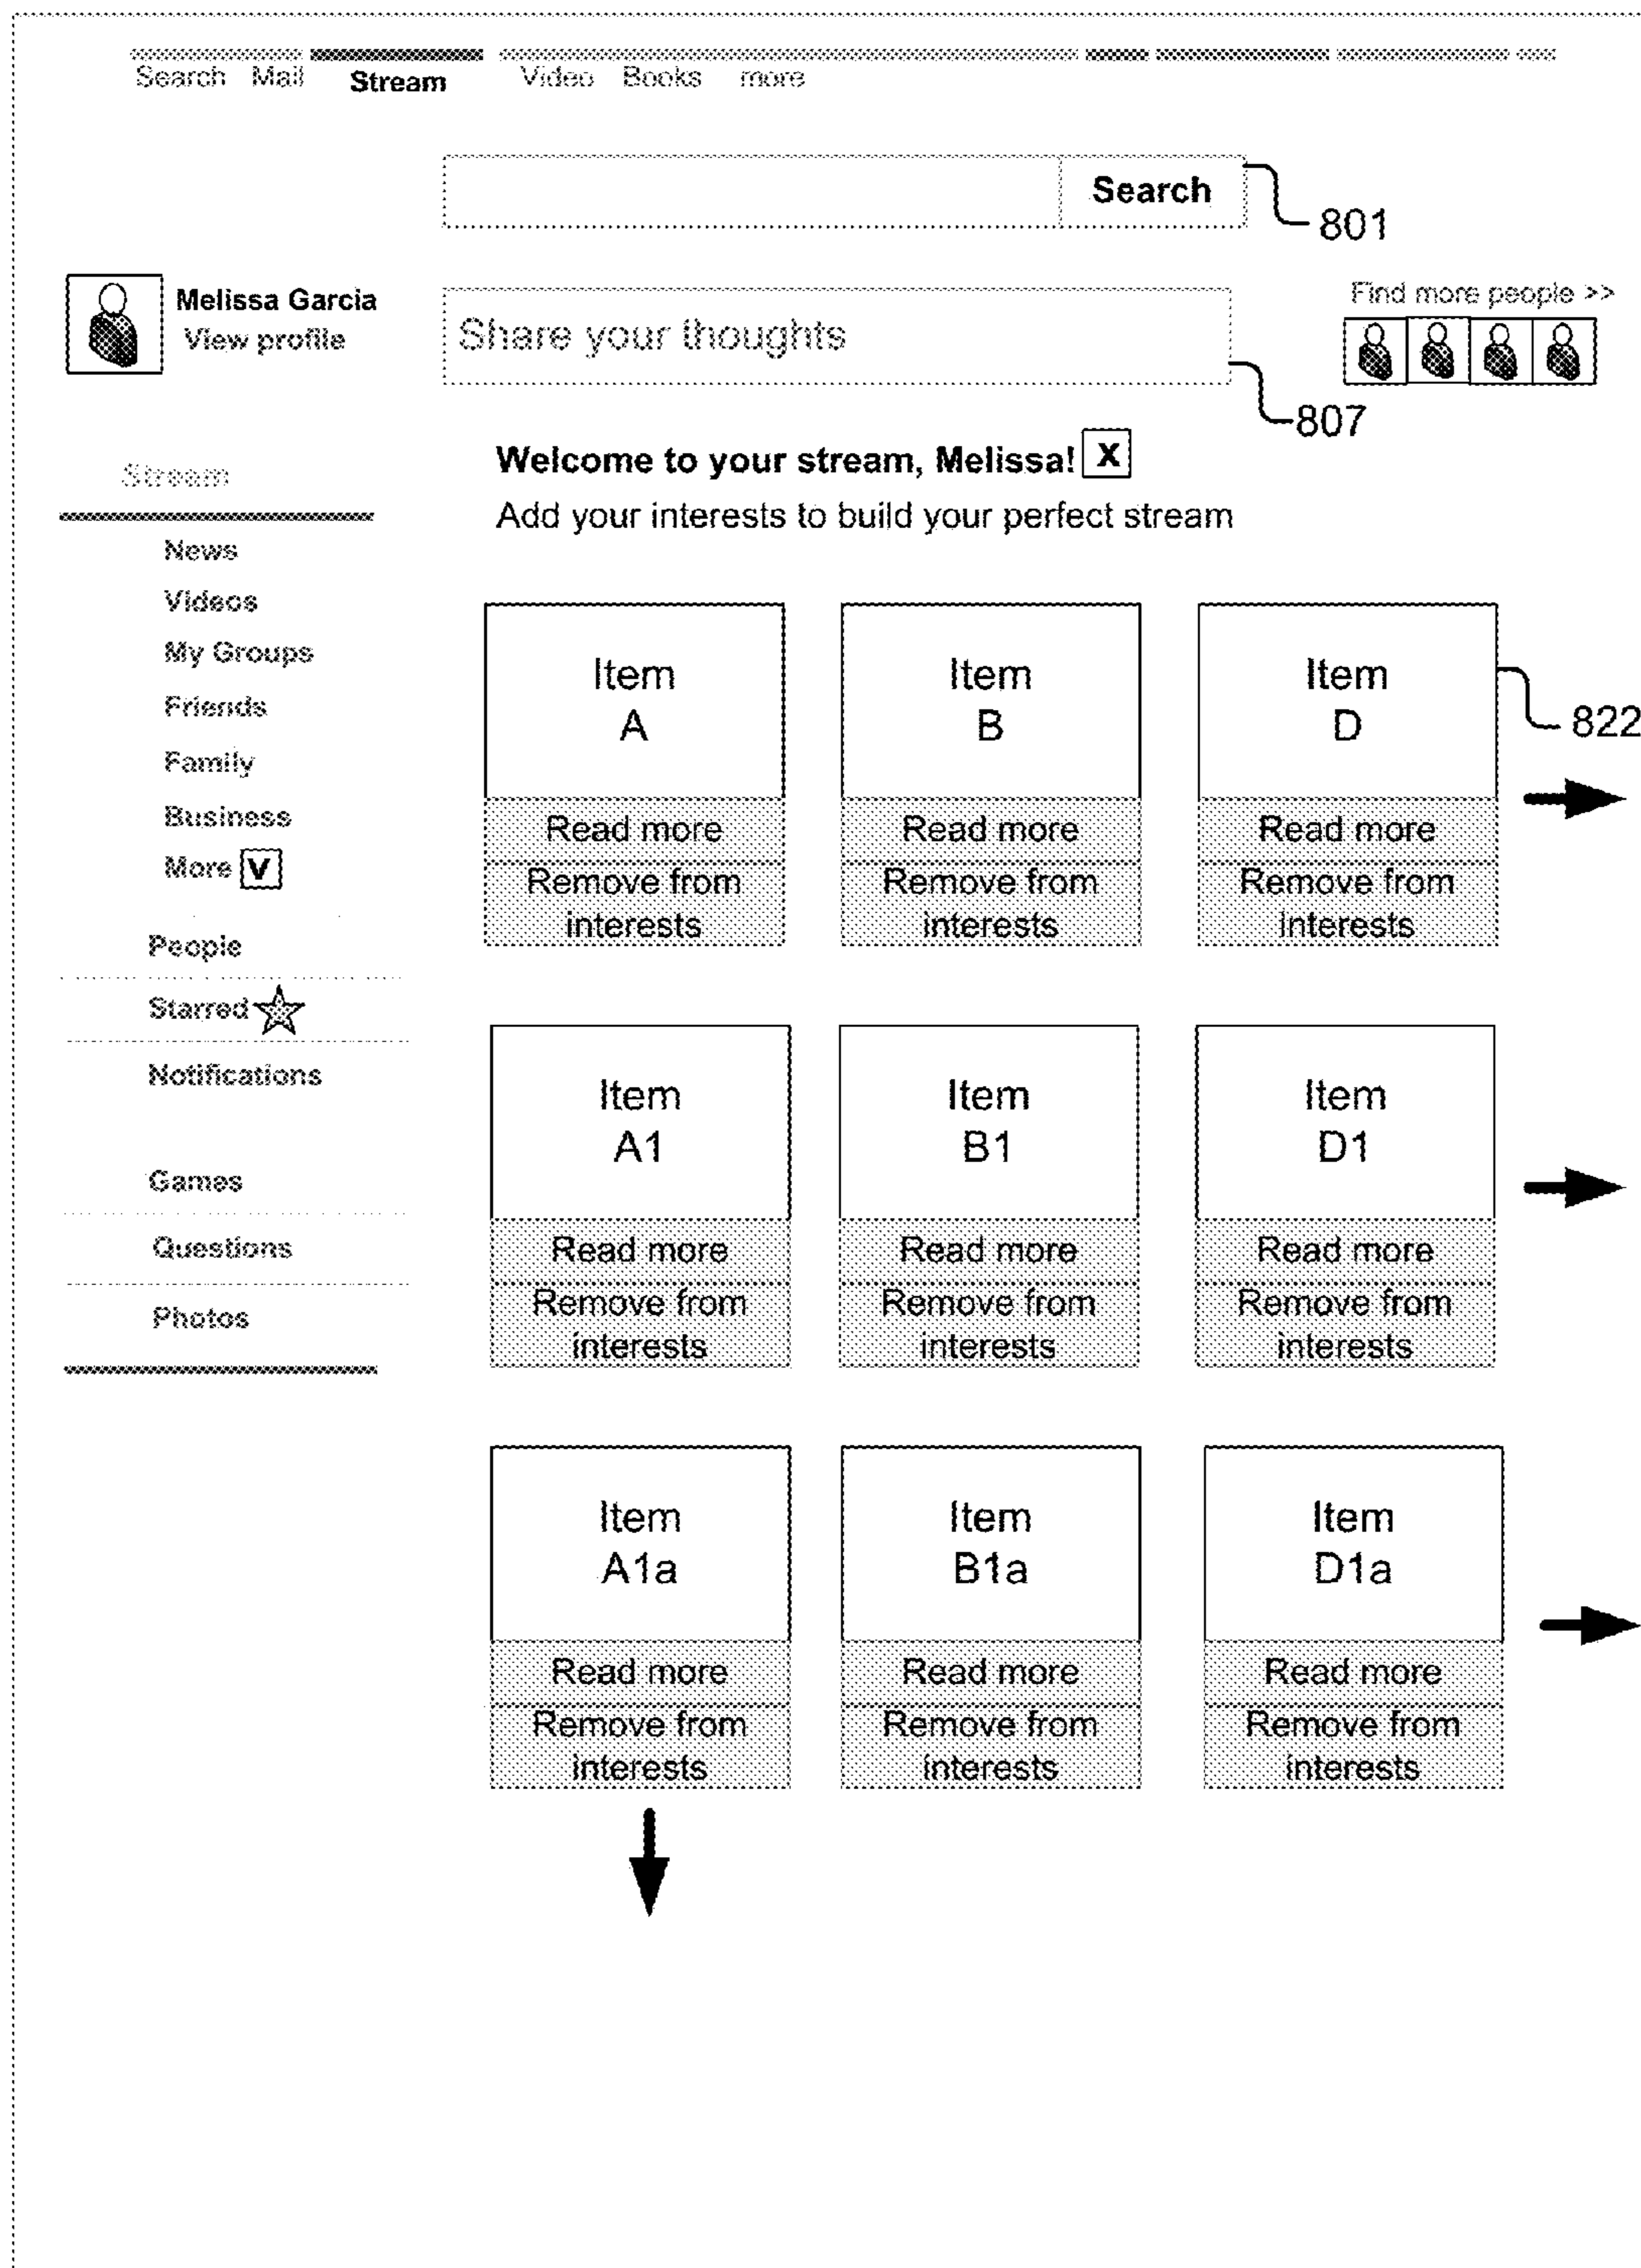 Search Mail Stream Video Books more
Search
801
Melissa Garcia
View profile
Share your thoughts
Find more people >>
807
Welcome to your stream, Melissa! X
Add your interests to build your perfect stream
Stream
News
Videos
My Groups
Friends
Family
Business
More V
People
Starred
Notifications
Games
Questions
Photos
Item
A
Read more
Remove from
interests
Item
B
Read more
Remove from
interests
Item
D
Read more
Remove from
interests
822
Item
A1
Read more
Remove from
interests
Item
B1
Read more
Remove from
interests
Item
D1
Read more
Remove from
interests
Item
A1a
Read more
Remove from
interests
Item
B1a
Read more
Remove from
interests
Item
D1a
Read more
Remove from
interests